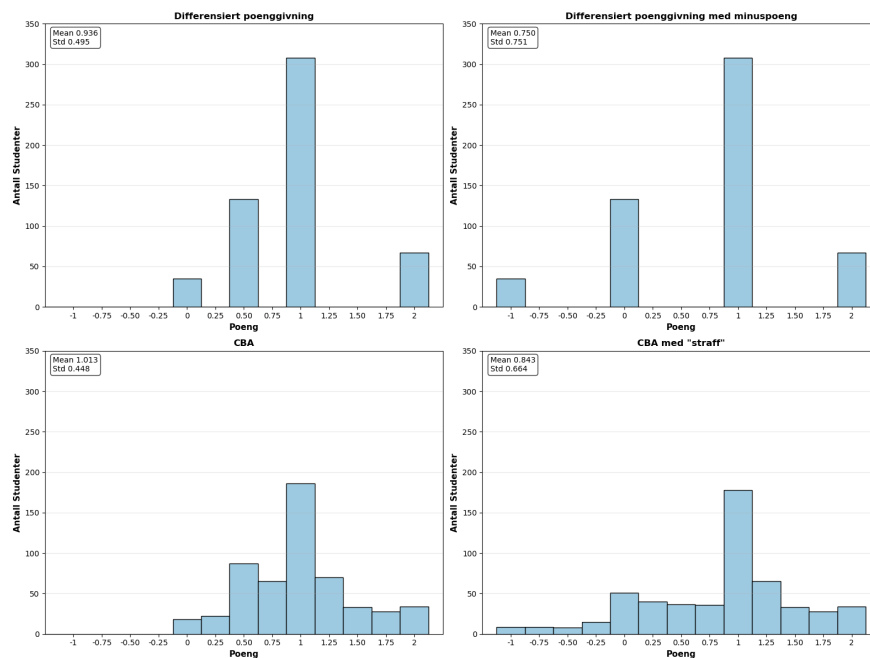 Differensiert poenggivning
Mean 0.936
Std 0.495
350
300
250
200
150
100
50
0
-1 -0.75 -0.50 -0.25 0 0.25 0.50 0.75 1 1.25 1.50 1.75 2
Poeng
Antall Studenter
Differensiert poenggivning med minuspoeng
Mean 0.750
Std 0.751
350
300
250
200
150
100
50
0
-1 -0.75 -0.50 -0.25 0 0.25 0.50 0.75 1 1.25 1.50 1.75 2
Poeng
Antall Studenter
CBA
Mean 1.013
Std 0.448
350
300
250
200
150
100
50
0
-1 -0.75 -0.50 -0.25 0 0.25 0.50 0.75 1 1.25 1.50 1.75 2
Poeng
Antall Studenter
CBA med "straff"
Mean 0.843
Std 0.664
350
300
250
200
150
100
50
0
-1 -0.75 -0.50 -0.25 0 0.25 0.50 0.75 1 1.25 1.50 1.75 2
Poeng
Antall Studenter